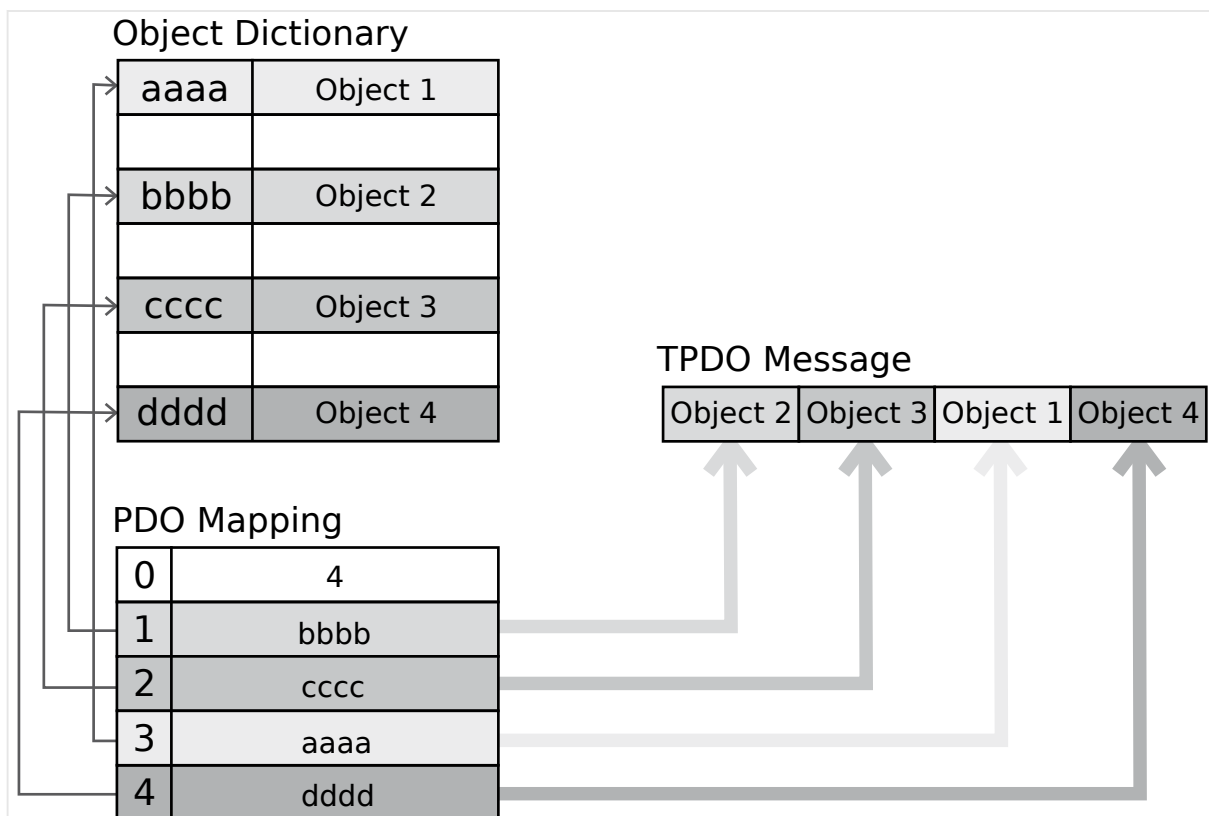 Object Dictionary
aaaa Object 1
bbbb Object 2
cccc Object 3
dddd Object 4
TPDO Message
Object 2 Object 3 Object 1 Object 4
PDO Mapping
0 4
1 bbbb
2 cccc
3 aaaa
4 dddd